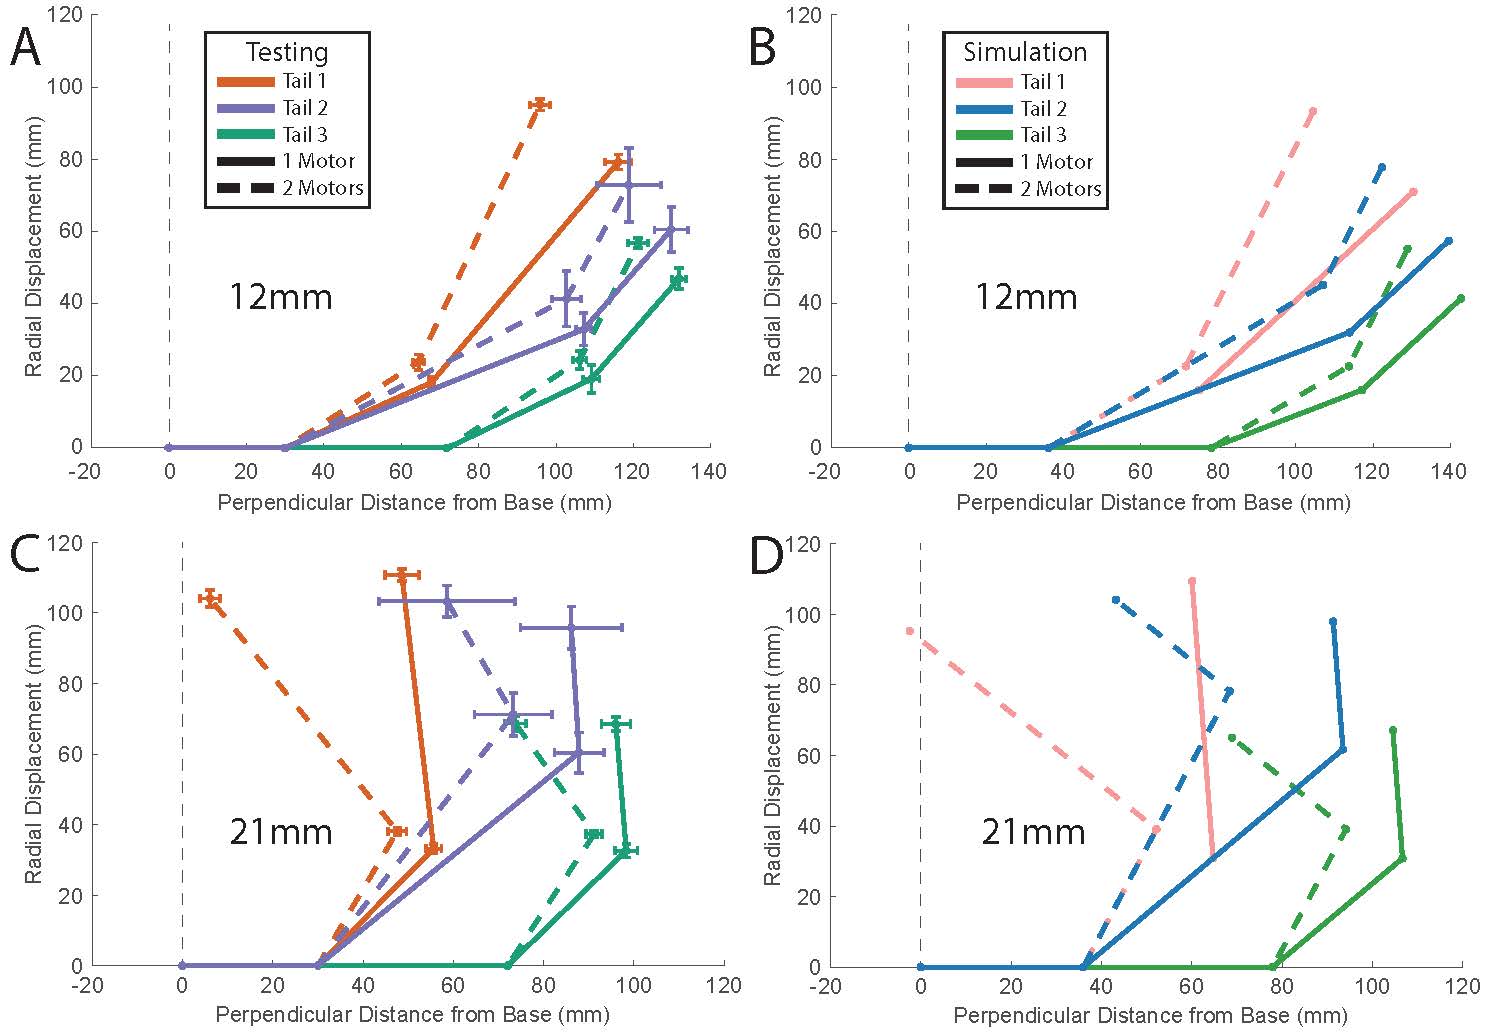 A
120
100
80
60
40
20
0
Radial Displacement (mm)
Testing
Tail 1
Tail 2
Tail 3
1 Motor
2 Motors
12mm
-20 0 20 40 60 80 100 120 140
Perpendicular Distance from Base (mm)
B
120
100
80
60
40
20
0
Radial Displacement (mm)
Simulation
Tail 1
Tail 2
Tail 3
1 Motor
2 Motors
12mm
-20 0 20 40 60 80 100 120 140
Perpendicular Distance from Base (mm)
C
120
100
80
60
40
20
0
Radial Displacement (mm)
21mm
-20 0 20 40 60 80 100 120
Perpendicular Distance from Base (mm)
D
120
100
80
60
40
20
0
Radial Displacement (mm)
21mm
-20 0 20 40 60 80 100 120
Perpendicular Distance from Base (mm)